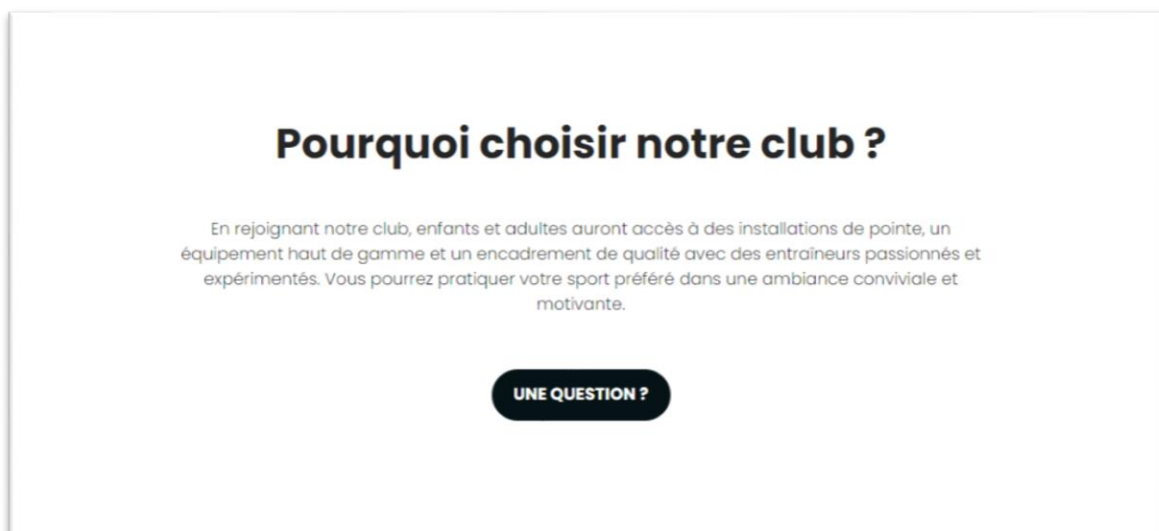 Pourquoi choisir notre club ?
En rejoignant notre club, enfants et adultes auront accès à des installations de pointe, un
équipement haut de gamme et un encadrement de qualité avec des entraîneurs passionnés et
expérimentés. Vous pourrez pratiquer votre sport préféré dans une ambiance conviviale et
motivante.
UNE QUESTION ?